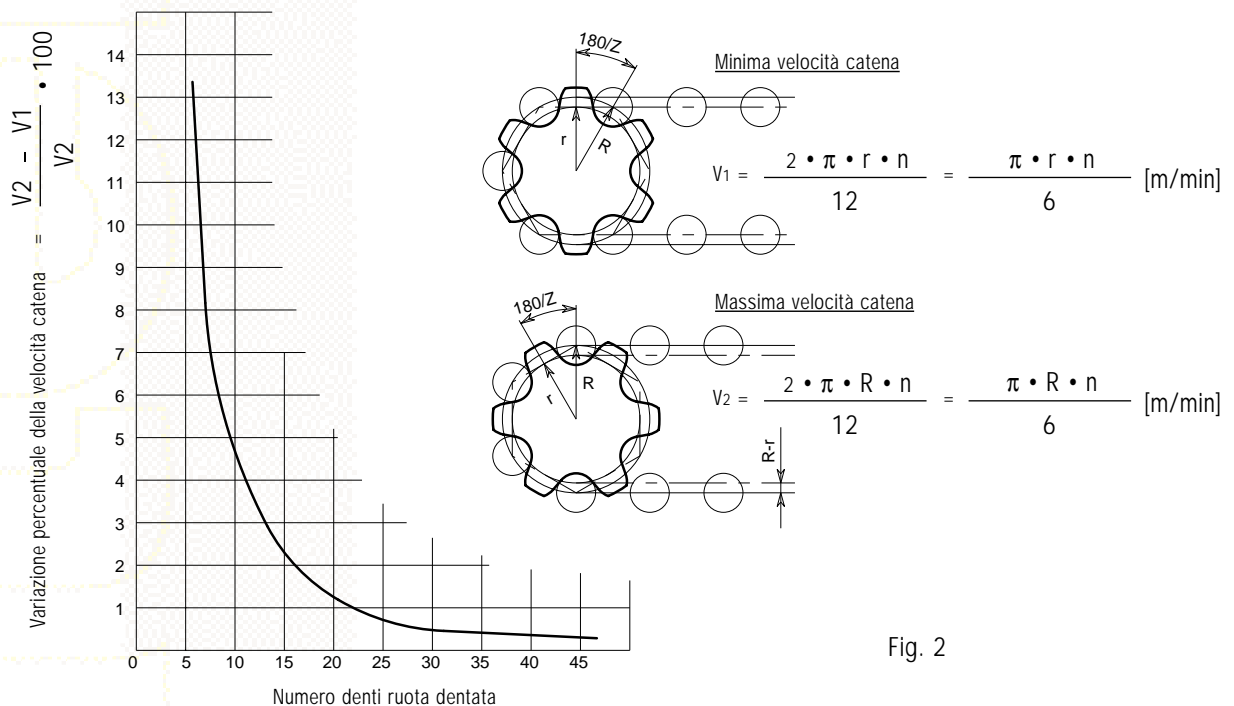 Variazione percentuale della velocità catena = V2 - V1 / V2 • 100
14
13
12
11
10
9
8
7
6
5
4
3
2
1
0 5 10 15 20 25 30 35 40 45
Numero denti ruota dentata
180/Z
r
R
Minima velocità catena
V1 = 2 • π • r • n / 12 = π • r • n / 6 [m/min]
180/Z
r
R
Massima velocità catena
V2 = 2 • π • R • n / 12 = π • R • n / 6 [m/min]
R-r
Fig. 2